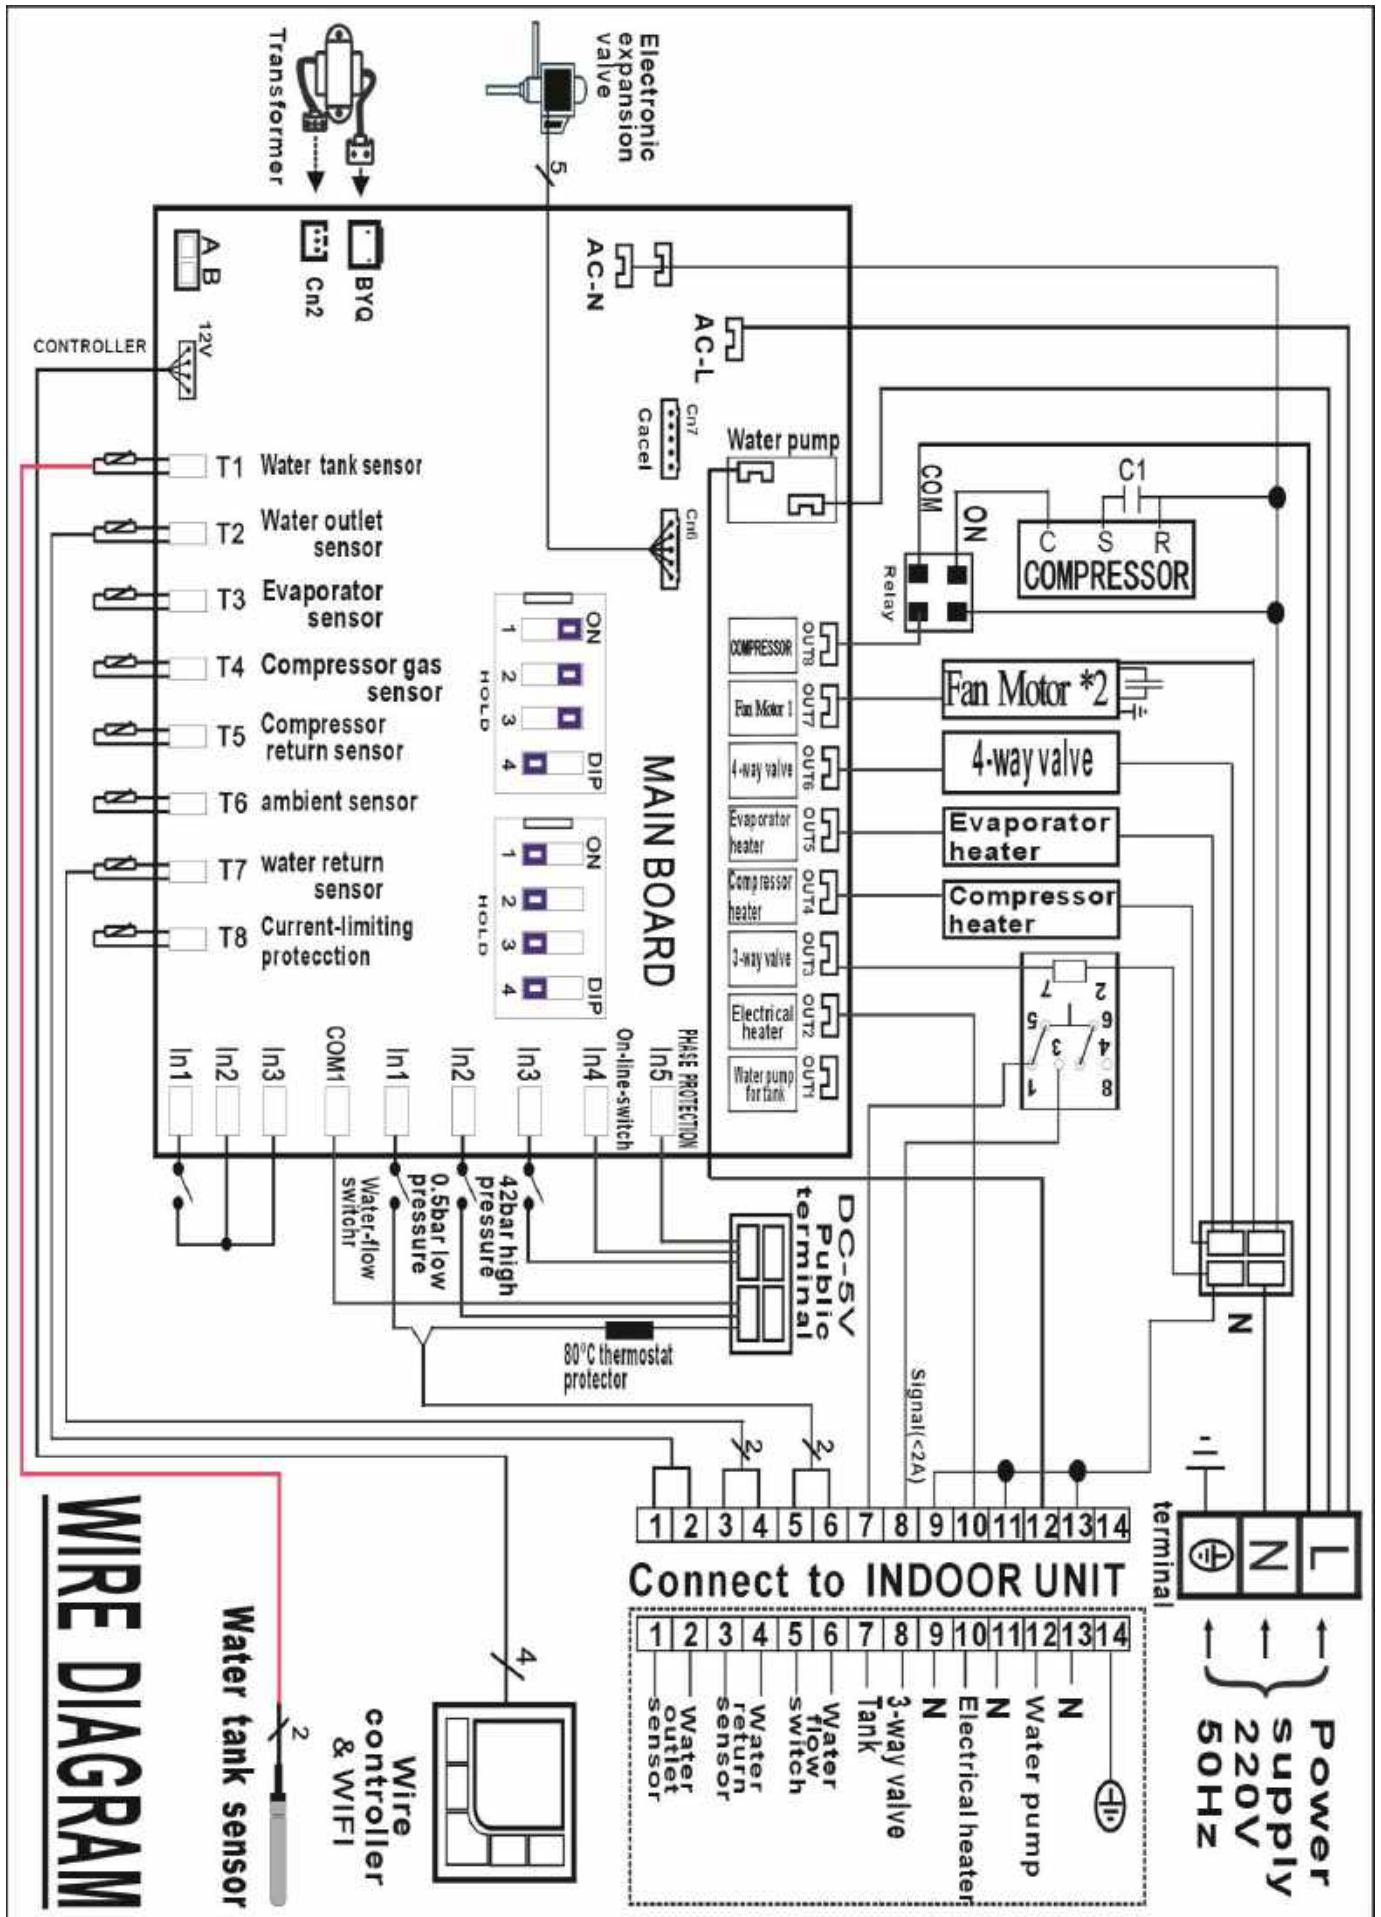 Transformer
Electronic
expansion
valve
5
A B
Cn2
BYQ
AC-N
AC-L
12V
CONTROLLER
Cn7
Cacel
Cn6
Water pump
COM
ON
Relay
C1
C S R
COMPRESSOR
T1 Water tank sensor
T2 Water outlet
sensor
T3 Evaporator
sensor
T4 Compressor gas
sensor
T5 Compressor
return sensor
T6 ambient sensor
T7 water return
sensor
T8 Current-limiting
protecction
ON
1
2
3
4
HOLD
DIP
ON
1
2
3
4
HOLD
DIP
MAIN BOARD
COMPRESSOR
OUT8
Fan Motor 1
OUT7
4-way valve
OUT6
Evaporator
heater
OUT5
Compressor
heater
OUT4
3-way valve
OUT3
Electrical
heater
OUT2
Water pump
for tank
OUT1
Fan Motor *2
4-way valve
Evaporator
heater
Compressor
heater
7 2
5 6
3 4
1 8
In1
In2
In3
COM1
In1
In2
In3
In4
On-line-switch
In5
PHASE PROTECTION
Water-flow
switchr
0.5bar low
pressure
42bar high
pressure
DC-5V
Public
terminal
80°C thermostat
protector
N
Signal(<2A)
2
2
1 2 3 4 5 6 7 8 9 10 11 12 13 14
Connect to INDOOR UNIT
1 2 3 4 5 6 7 8 9 10 11 12 13 14
Water
outlet
sensor
Water
return
sensor
Water
flow
switch
Tank
3-way valve
N
Electrical heater
N
Water pump
N
terminal
N
L
Power
supply
220V
50Hz
4
Wire
controller
& WIFI
2
Water tank sensor
WIRE DIAGRAM